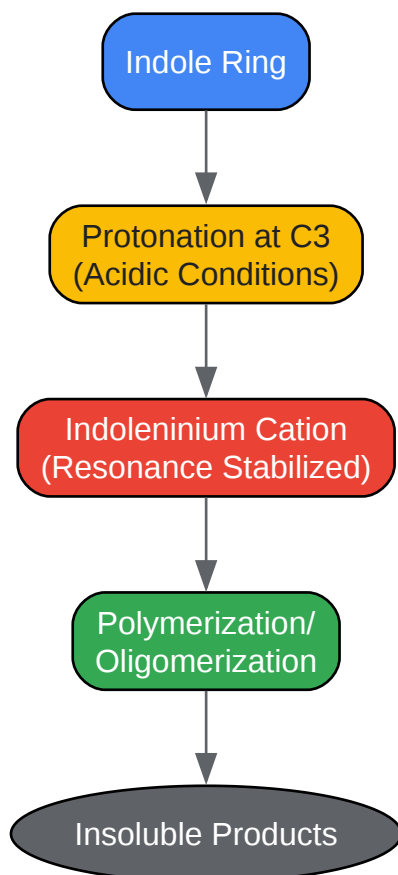 Indole Ring
Protonation at C3
(Acidic Conditions)
Indoleninium Cation
(Resonance Stabilized)
Polymerization/
Oligomerization
Insoluble Products